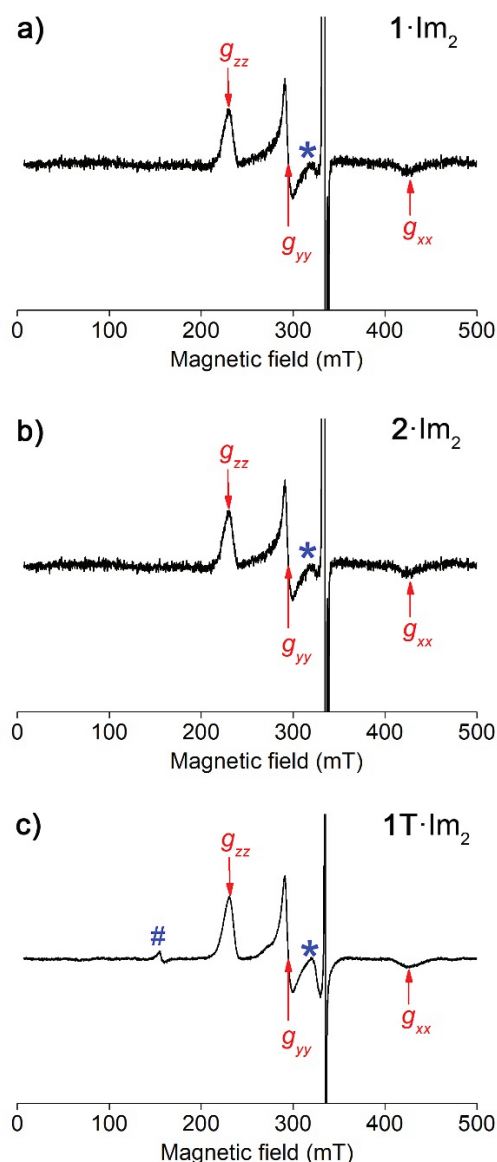 a) 1·Im2
gzz
*
gyy
gxx
0 100 200 300 400 500
Magnetic field (mT)
b) 2·Im2
gzz
*
gyy
gxx
0 100 200 300 400 500
Magnetic field (mT)
c) 1T·Im2
gzz
#
*
gyy
gxx
0 100 200 300 400 500
Magnetic field (mT)